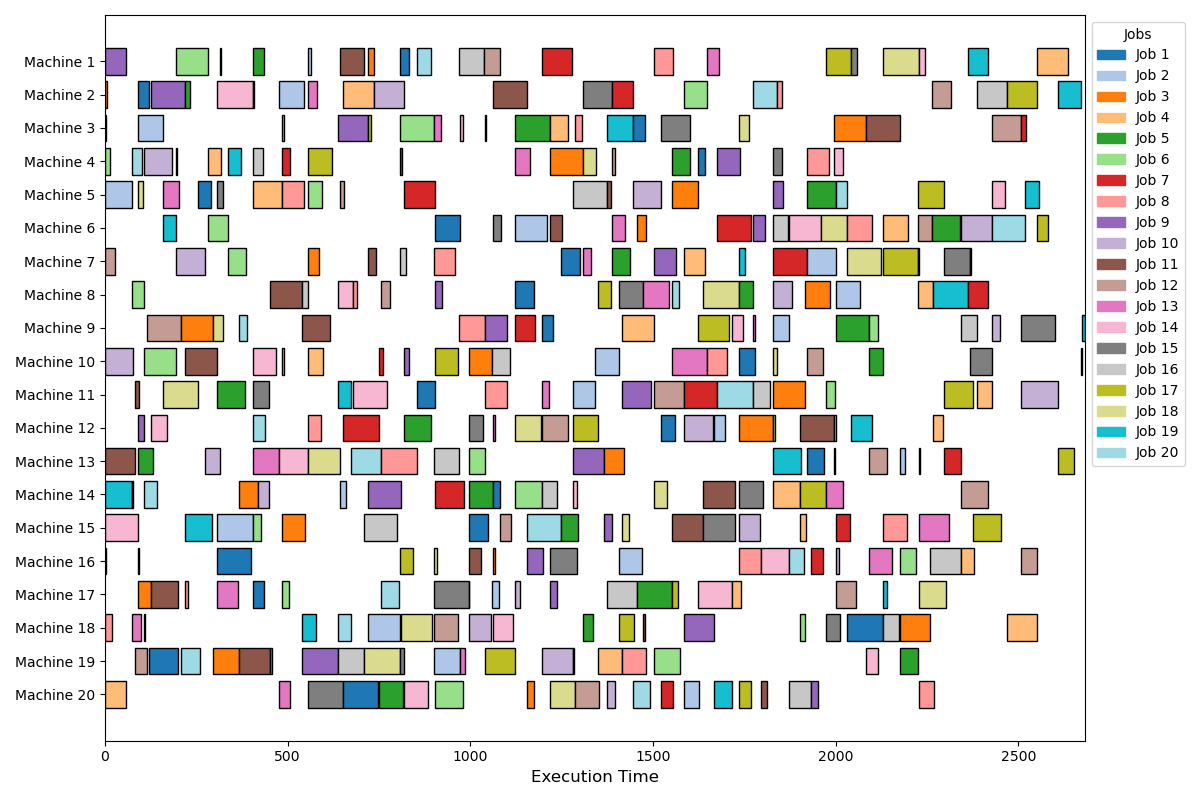 Machine 1
Machine 2
Machine 3
Machine 4
Machine 5
Machine 6
Machine 7
Machine 8
Machine 9
Machine 10
Machine 11
Machine 12
Machine 13
Machine 14
Machine 15
Machine 16
Machine 17
Machine 18
Machine 19
Machine 20
0 500 1000 1500 2000 2500
Execution Time
Jobs
Job 1
Job 2
Job 3
Job 4
Job 5
Job 6
Job 7
Job 8
Job 9
Job 10
Job 11
Job 12
Job 13
Job 14
Job 15
Job 16
Job 17
Job 18
Job 19
Job 20